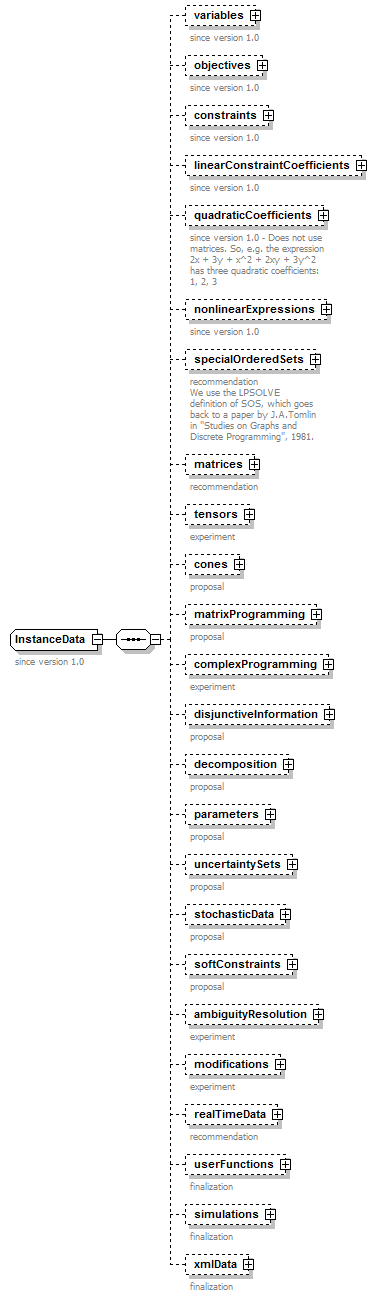 variables
since version 1.0
objectives
since version 1.0
constraints
since version 1.0
linearConstraintCoefficients
since version 1.0
quadraticCoefficients
since version 1.0 - Does not use
matrices. So, e.g. the expression
2x + 3y + x^2 + 2xy + 3y^2
has three quadratic coefficients:
1, 2, 3
nonlinearExpressions
since version 1.0
specialOrderedSets
recommendation
We use the LPSOLVE
definition of SOS, which goes
back to a paper by J.A.Tomlin
in "Studies on Graphs and
Discrete Programming", 1981.
matrices
recommendation
tensors
experiment
cones
proposal
InstanceData
since version 1.0
matrixProgramming
proposal
complexProgramming
experiment
disjunctiveInformation
proposal
decomposition
proposal
parameters
proposal
uncertaintySets
proposal
stochasticData
proposal
softConstraints
proposal
ambiguityResolution
experiment
modifications
experiment
realTimeData
recommendation
userFunctions
finalization
simulations
finalization
xmlData
finalization